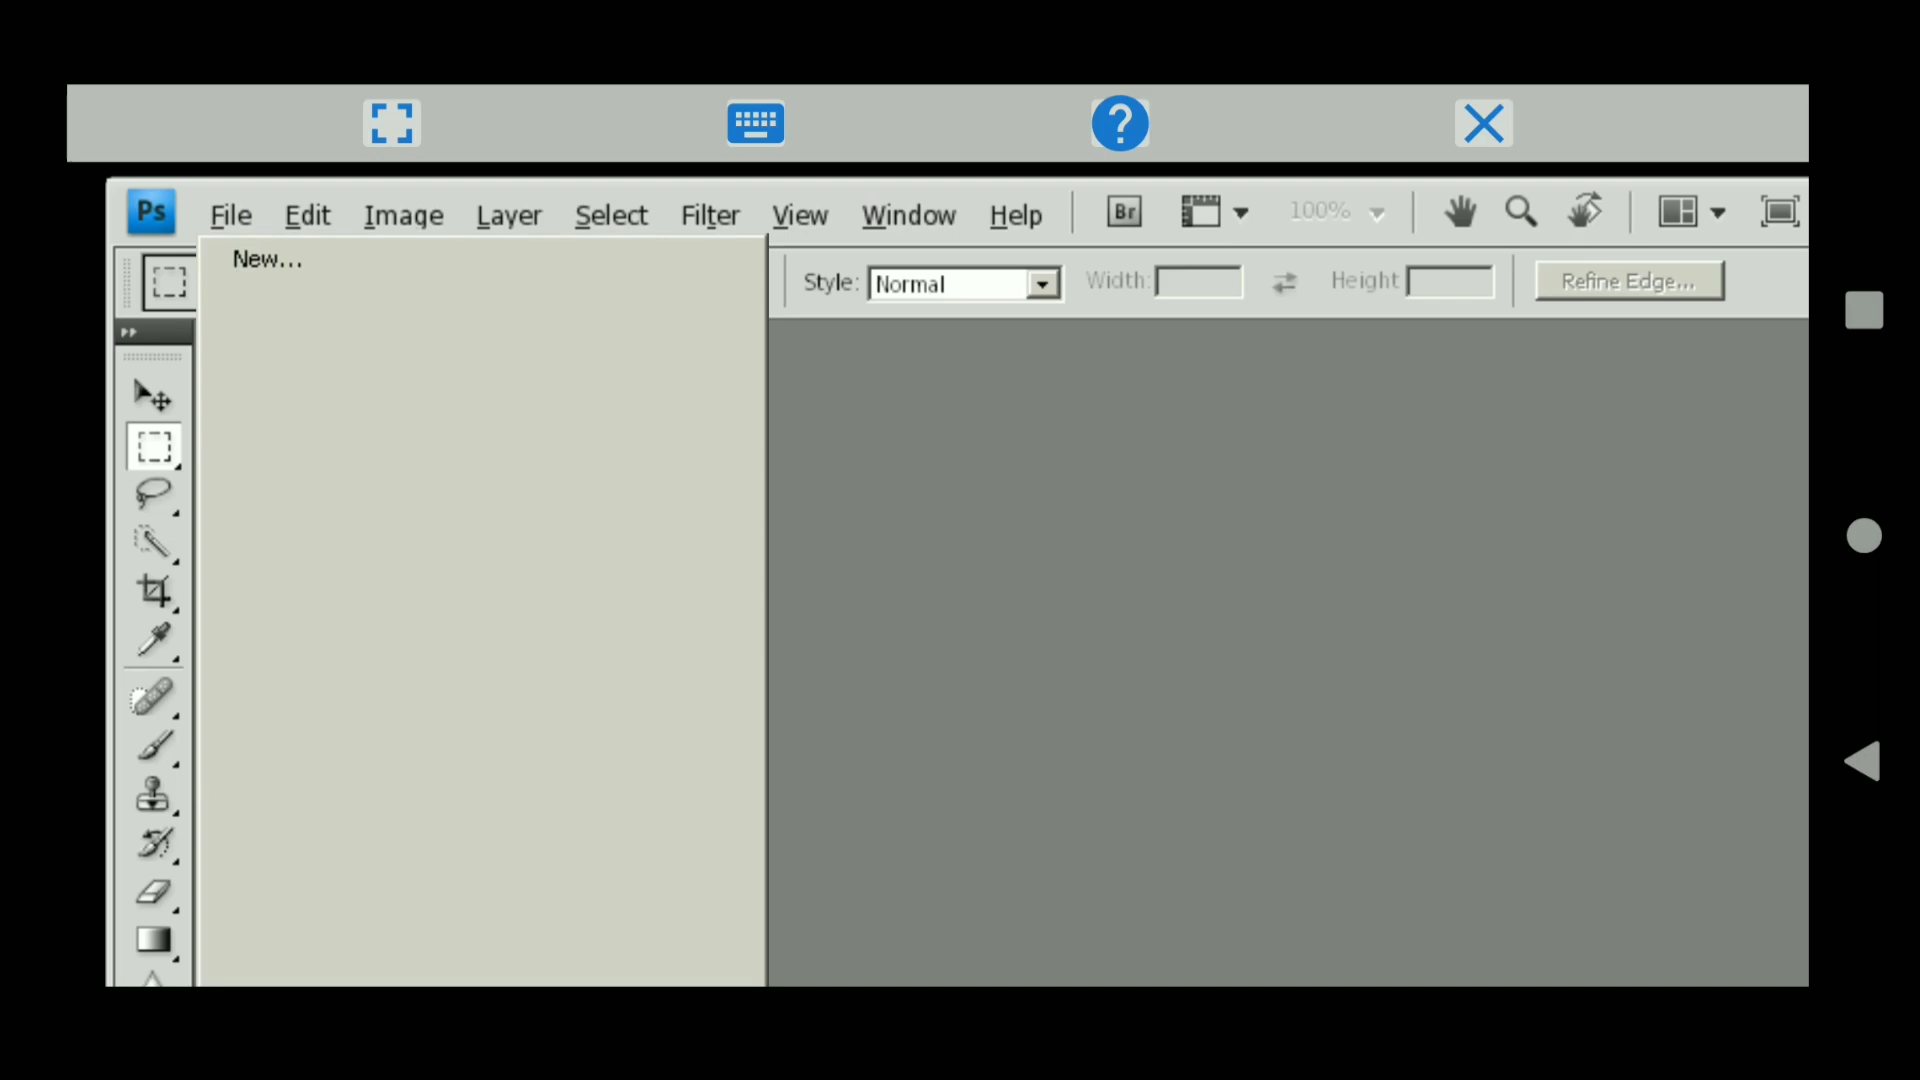 Ps File Edit Image Layer Select Filter View Window Help Br 100%
New...
Style: Normal Width: Height Refine Edge...